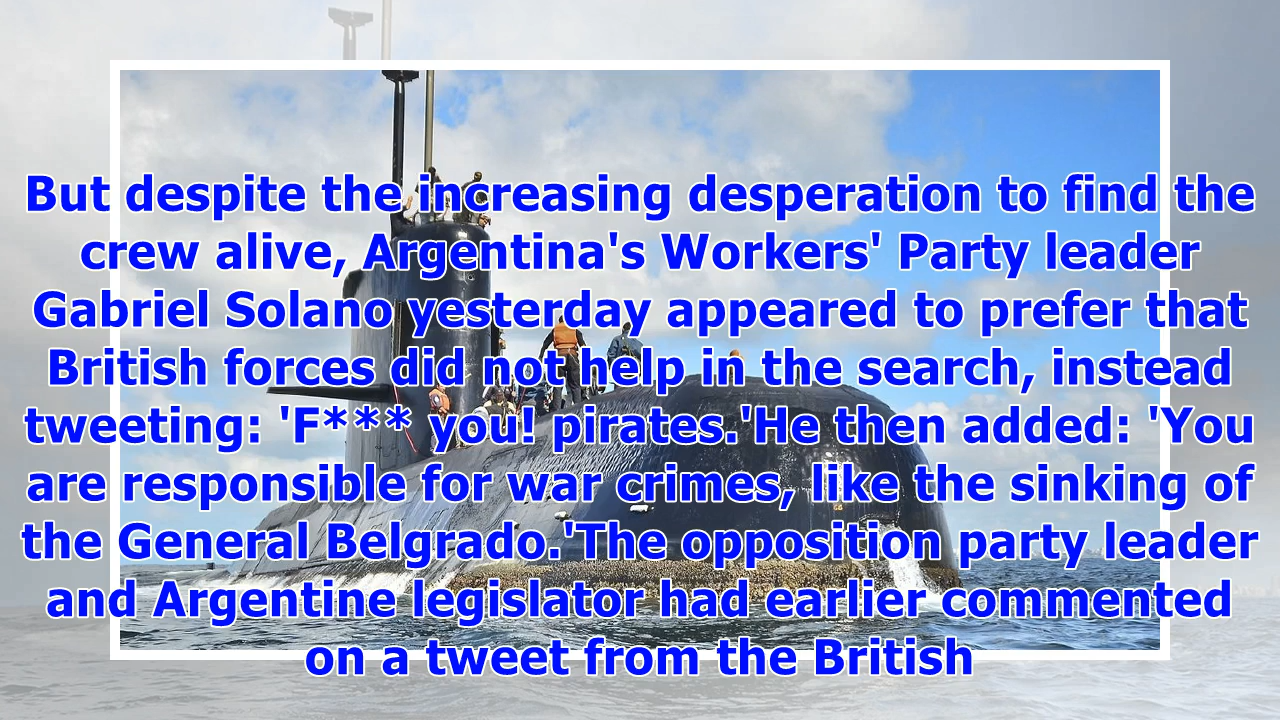 But despite the increasing desperation to find the
crew alive, Argentina's Workers' Party leader
Gabriel Solano yesterday appeared to prefer that
British forces did not help in the search, instead
tweeting: 'F*** you! pirates.'He then added: 'You
are responsible for war crimes, like the sinking of
the General Belgrado.'The opposition party leader
and Argentine legislator had earlier commented
on a tweet from the British